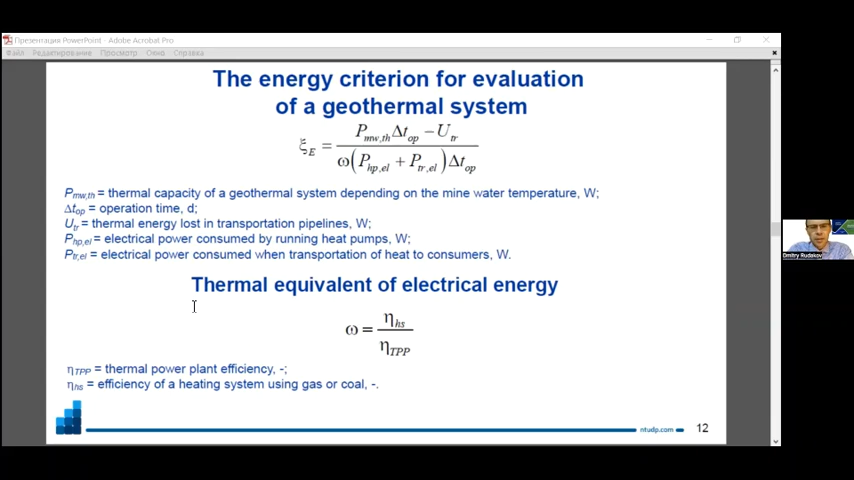 Презентация PowerPoint - Adobe Acrobat Pro
Файл Редактирование Просмотр Окно Справка
The energy criterion for evaluation
of a geothermal system
ξE = (Pmw,thΔtop − Utr) / (ω(Php,el + Ptr,el)Δtop)
Pmw,th = thermal capacity of a geothermal system depending on the mine water temperature, W;
Δtop = operation time, d;
Utr = thermal energy lost in transportation pipelines, W;
Php,el = electrical power consumed by running heat pumps, W;
Ptr,el = electrical power consumed when transportation of heat to consumers, W.
Thermal equivalent of electrical energy
ω = ηhs / ηTPP
ηTPP = thermal power plant efficiency, -;
ηhs = efficiency of a heating system using gas or coal, -.
ntudp.com
12
Dmitry Rudakov